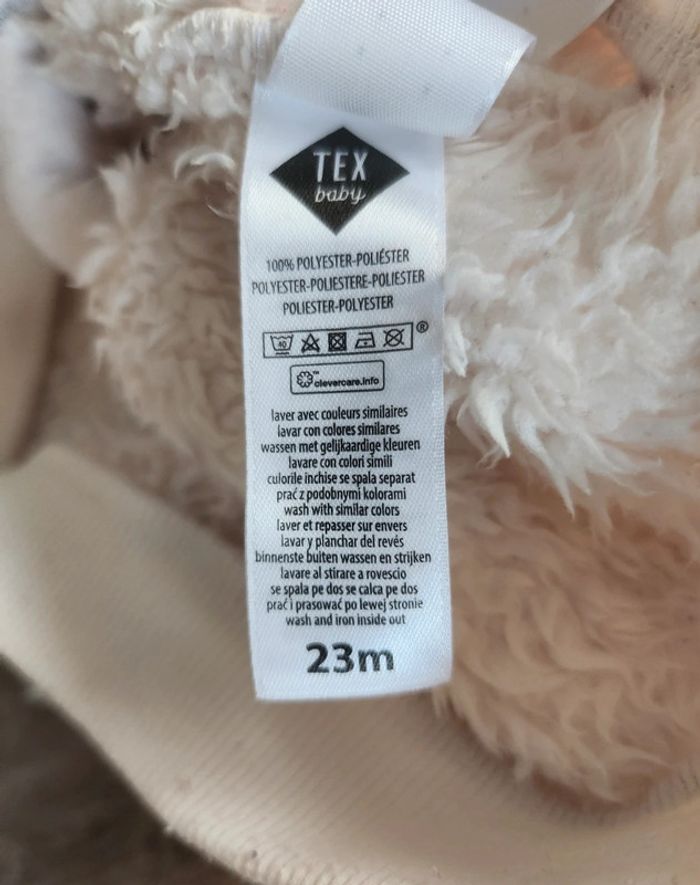 TEX
baby
100% POLYESTER-POLIÉSTER
POLYESTER-POLIESTERE-POLIESTER
POLIESTER-POLYESTER
40
®
™
clevercare.info
laver avec couleurs similaires
lavar con colores similares
wassen met gelijkaardige kleuren
lavare con colori simili
culorile inchise se spala separat
prać z podobnymi kolorami
wash with similar colors
laver et repasser sur envers
lavar y planchar del revés
binnenste buiten wassen en strijken
lavare al stirare a rovescio
se spala pe dos se calca pe dos
prać i prasować po lewej stronie
wash and iron inside out
23m